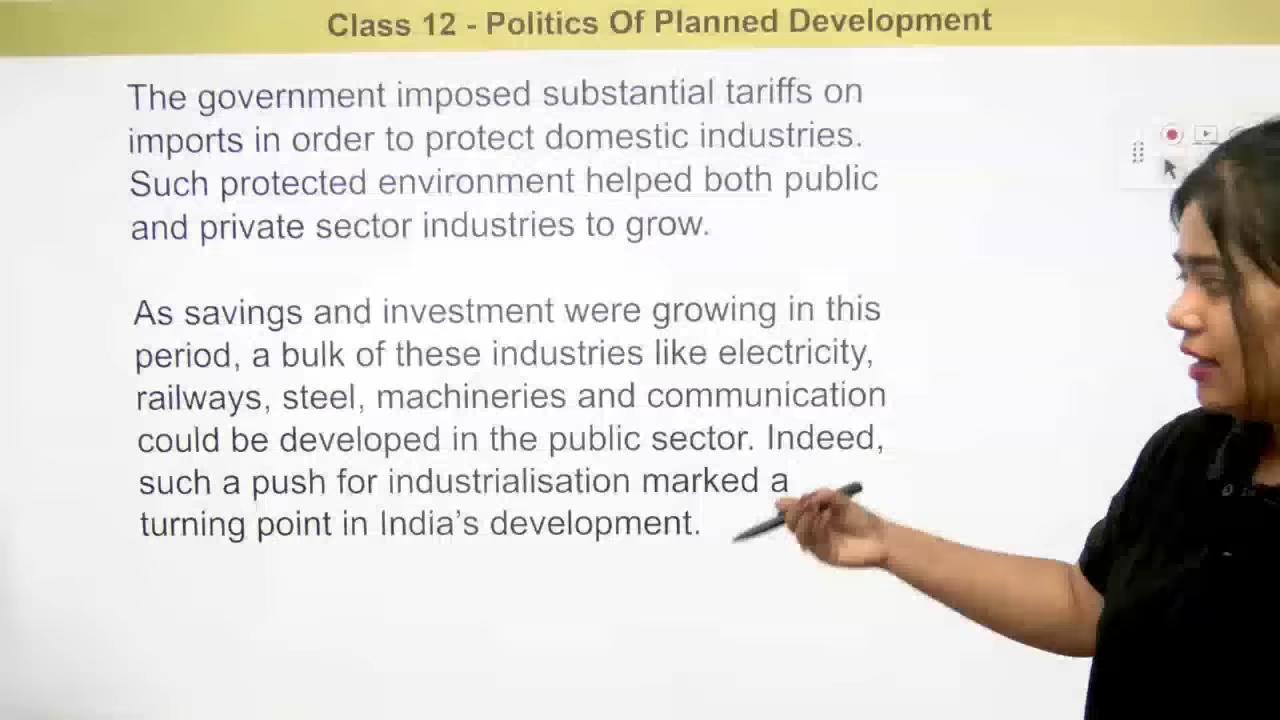 Class 12 - Politics Of Planned Development
The government imposed substantial tariffs on
imports in order to protect domestic industries.
Such protected environment helped both public
and private sector industries to grow.
As savings and investment were growing in this
period, a bulk of these industries like electricity,
railways, steel, machineries and communication
could be developed in the public sector. Indeed,
such a push for industrialisation marked a
turning point in India's development.